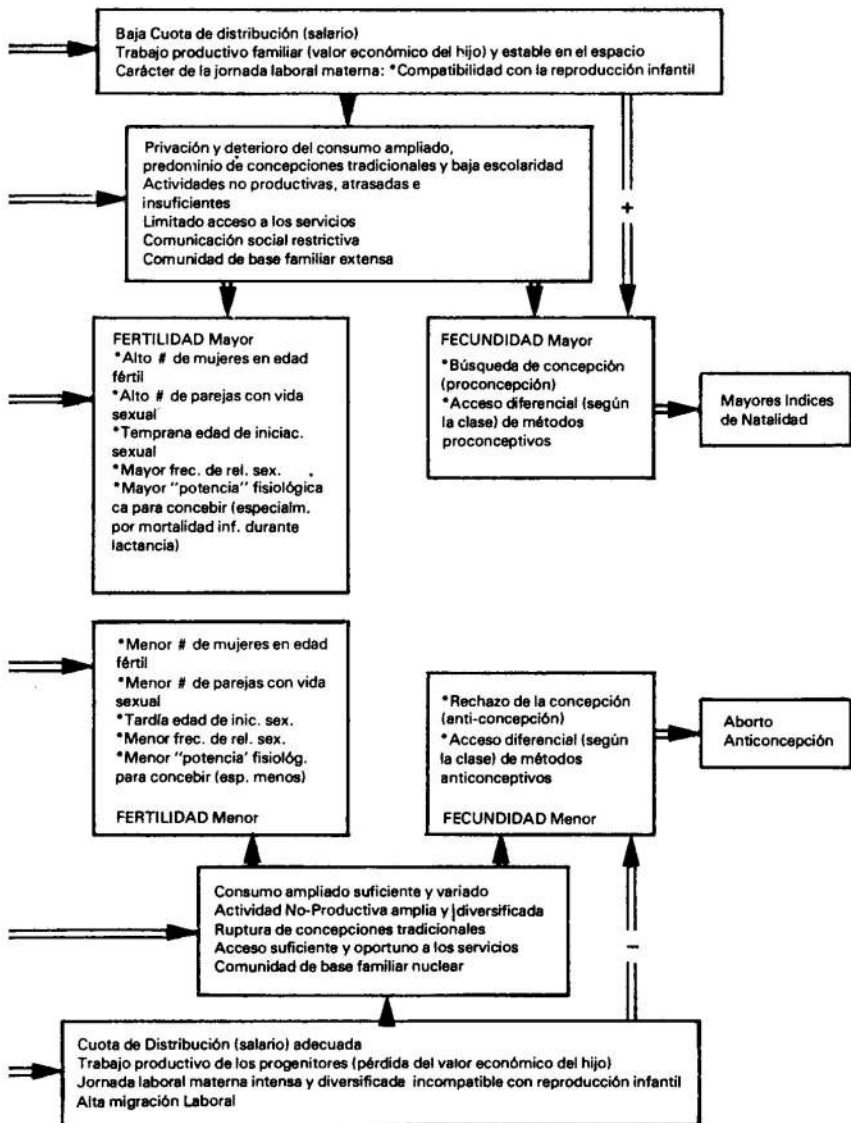 Baja Cuota de distribución (salario)
Trabajo productivo familiar (valor económico del hijo) y estable en el espacio
Carácter de la jornada laboral materna: *Compatibilidad con la reproducción infantil
Privación y deterioro del consumo ampliado,
predominio de concepciones tradicionales y baja escolaridad
Actividades no productivas, atrasadas e
insuficientes
Limitado acceso a los servicios
Comunicación social restrictiva
Comunidad de base familiar extensa
+
FERTILIDAD Mayor
*Alto # de mujeres en edad
fértil
*Alto # de parejas con vida
sexual
*Temprana edad de iniciac.
sexual
*Mayor frec. de rel. sex.
*Mayor "potencia" fisiológica
ca para concebir (especialm.
por mortalidad inf. durante
lactancia)
FECUNDIDAD Mayor
*Búsqueda de concepción
(proconcepción)
*Acceso diferencial (según
la clase) de métodos
proconceptivos
Mayores Indices
de Natalidad
*Menor # de mujeres en edad
fértil
*Menor # de parejas con vida
sexual
*Tardía edad de inic. sex.
*Menor frec. de rel. sex.
*Menor "potencia' fisiológ.
para concebir (esp. menos)
FERTILIDAD Menor
*Rechazo de la concepción
(anti-concepción)
*Acceso diferencial (según
la clase) de métodos
anticonceptivos
FECUNDIDAD Menor
Aborto
Anticoncepción
Consumo ampliado suficiente y variado
Actividad No-Productiva amplia y diversificada
Ruptura de concepciones tradicionales
Acceso suficiente y oportuno a los servicios
Comunidad de base familiar nuclear
–
Cuota de Distribución (salario) adecuada
Trabajo productivo de los progenitores (pérdida del valor económico del hijo)
Jornada laboral materna intensa y diversificada incompatible con reproducción infantil
Alta migración Laboral